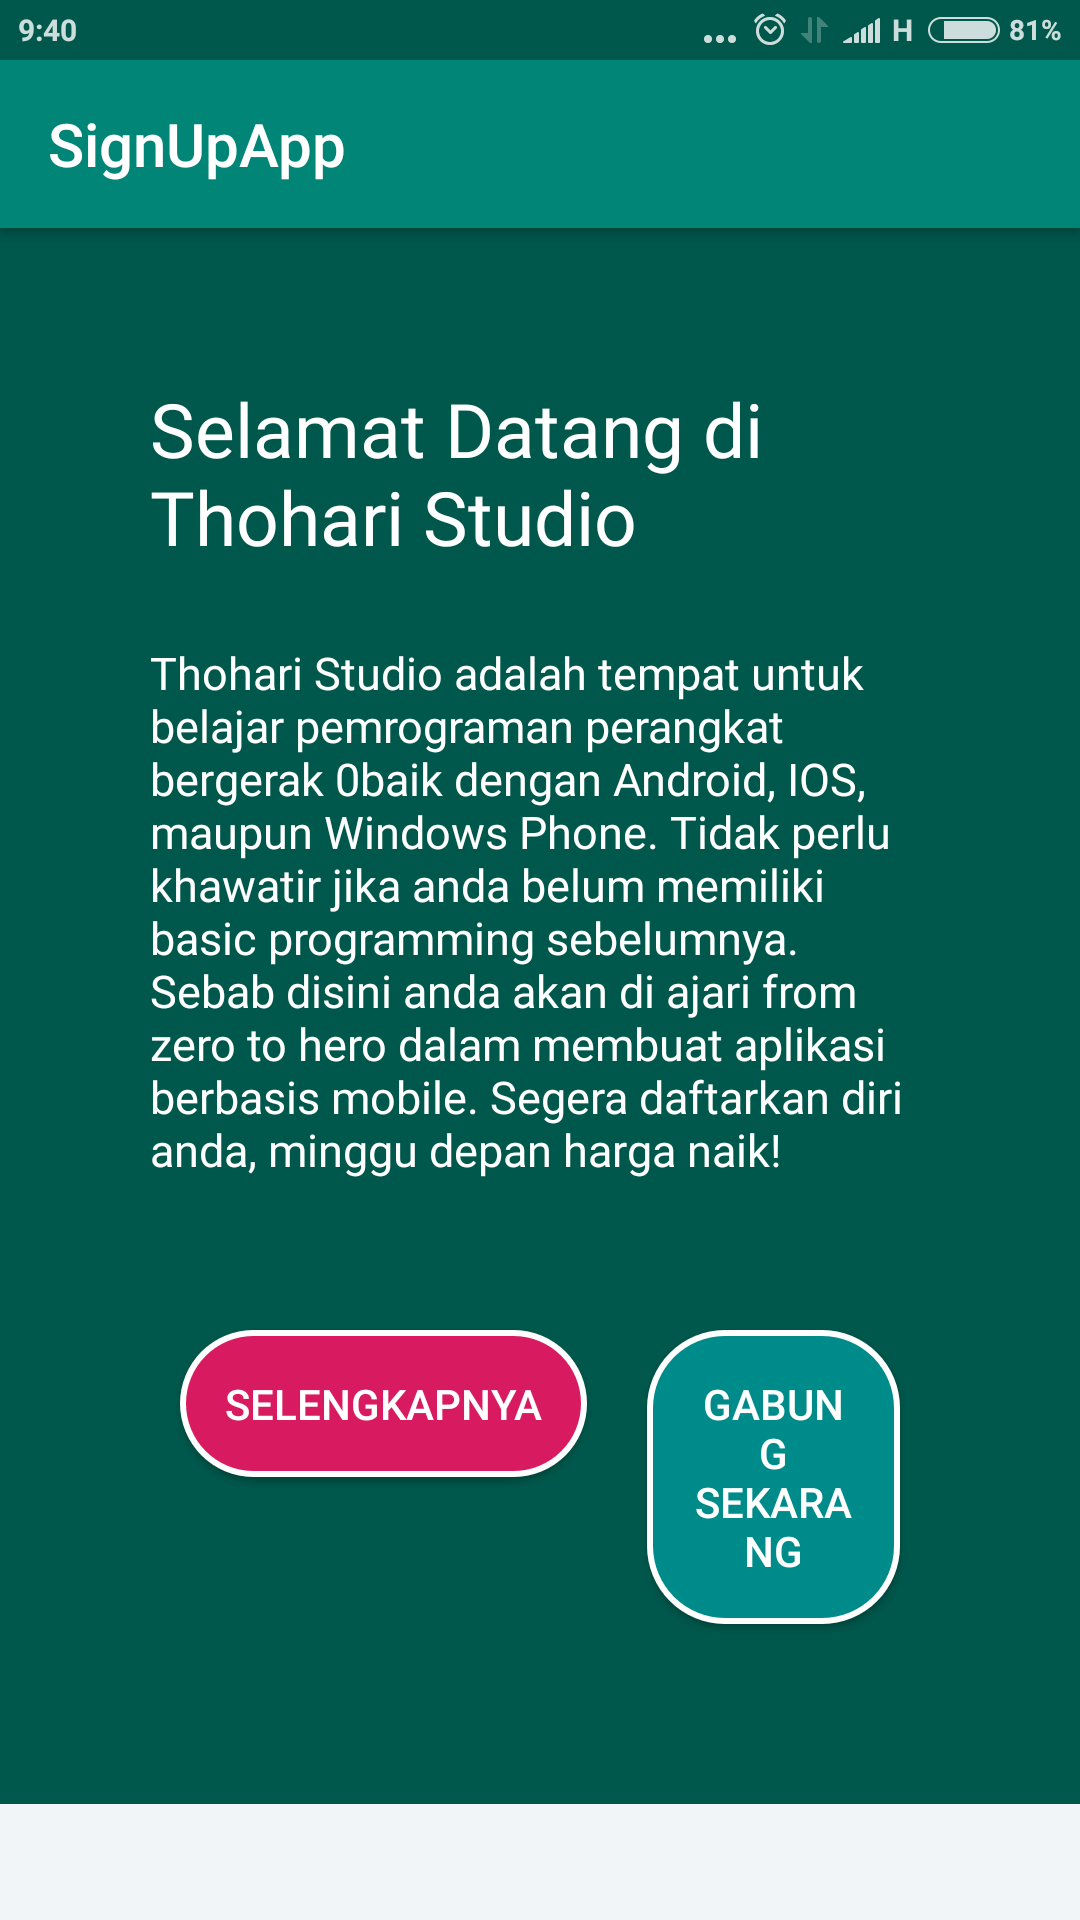 9:40
H 81%
SignUpApp
Selamat Datang di
Thohari Studio
Thohari Studio adalah tempat untuk
belajar pemrograman perangkat
bergerak 0baik dengan Android, IOS,
maupun Windows Phone. Tidak perlu
khawatir jika anda belum memiliki
basic programming sebelumnya.
Sebab disini anda akan di ajari from
zero to hero dalam membuat aplikasi
berbasis mobile. Segera daftarkan diri
anda, minggu depan harga naik!
SELENGKAPNYA
GABUN
G
SEKARA
NG